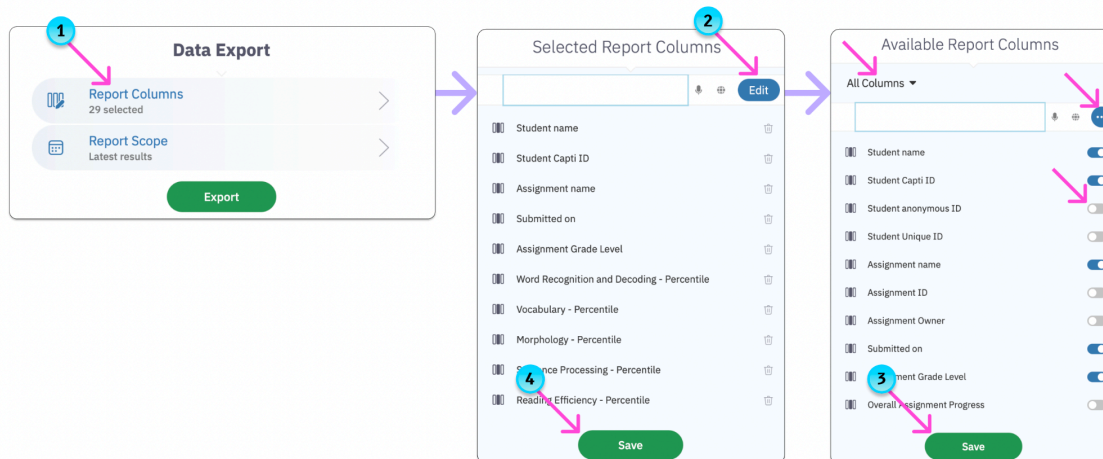 1
Data Export
Report Columns
29 selected
Report Scope
Latest results
Export
2
Selected Report Columns
Edit
Student name
Student Capti ID
Assignment name
Submitted on
Assignment Grade Level
Word Recognition and Decoding - Percentile
Vocabulary - Percentile
Morphology - Percentile
Processing - Percentile
Reading Efficiency - Percentile
4
Save
Available Report Columns
All Columns
Student name
Student Capti ID
Student anonymous ID
Student Unique ID
Assignment name
Assignment ID
Assignment Owner
Submitted on
Grade Level
Overall Assignment Progress
3
Save